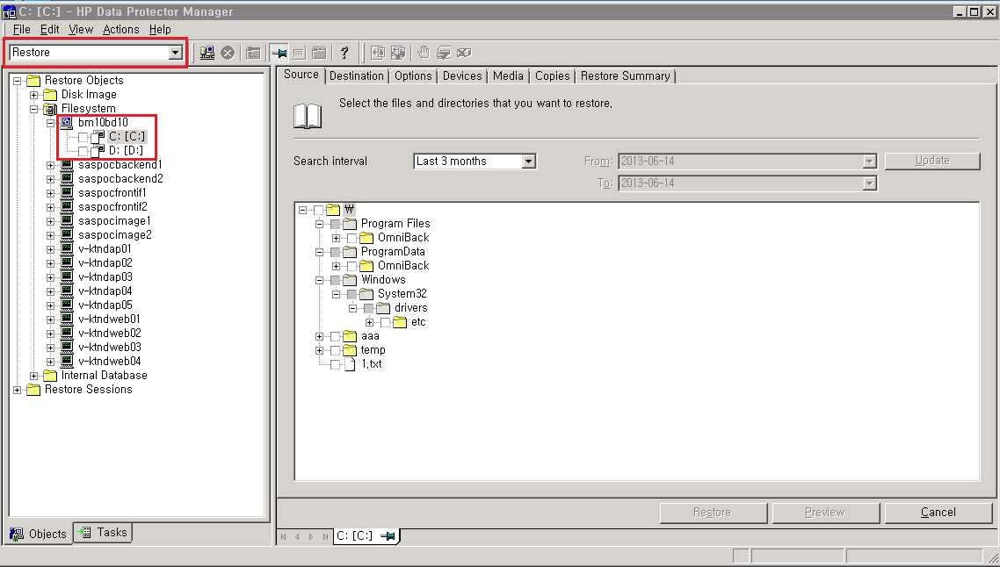 C: [C:] - HP Data Protector Manager
File Edit View Actions Help
Restore
Restore Objects
Disk Image
Filesystem
bm10bd10
C: [C:]
D: [D:]
saspocbackend1
saspocbackend2
saspocfrontif1
saspocfrontif2
saspocimage1
saspocimage2
v-ktndap01
v-ktndap02
v-ktndap03
v-ktndap04
v-ktndap05
v-ktndweb01
v-ktndweb02
v-ktndweb03
v-ktndweb04
Internal Database
Restore Sessions
Objects Tasks
Source Destination Options Devices Media Copies Restore Summary
Select the files and directories that you want to restore.
Search interval Last 3 months From: 2013-06-14 Update
To: 2013-06-14
₩
Program Files
OmniBack
ProgramData
OmniBack
Windows
System32
drivers
etc
aaa
temp
1.txt
Restore Preview Cancel
C: [C:]